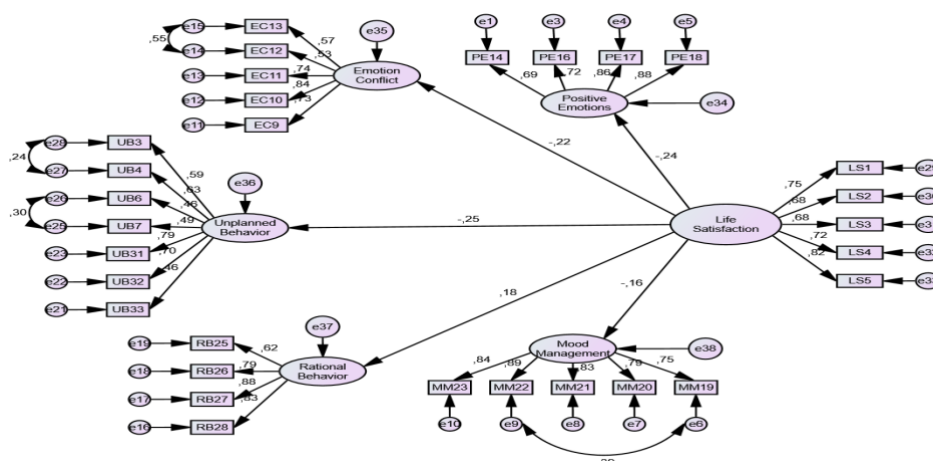 e15
EC13
,57
e35
,55
e14
EC12
,53
e13
EC11
,74
Emotion
Conflict
e12
EC10
,84
e11
EC9
,73
e1
e3
e4
e5
PE14
PE16
PE17
PE18
,69
,72
,86
,88
Positive
Emotions
e34
-,22
-,24
e28
UB3
,24
e27
UB4
,59
e36
,63
e26
UB6
,46
,30
e25
UB7
,49
Unplanned
Behavior
-,25
e23
UB31
,79
e22
UB32
,70
e21
UB33
,46
Life
Satisfaction
,75
LS1
,68
LS2
,68
LS3
,72
LS4
,82
LS5
,18
-,16
e37
e19
RB25
,62
e18
RB26
,79
Rational
Behavior
e17
RB27
,88
e16
RB28
,83
Mood
Management
e38
,84
,89
,83
,79
,75
MM23
MM22
MM21
MM20
MM19
e10
e9
e8
e7
e6